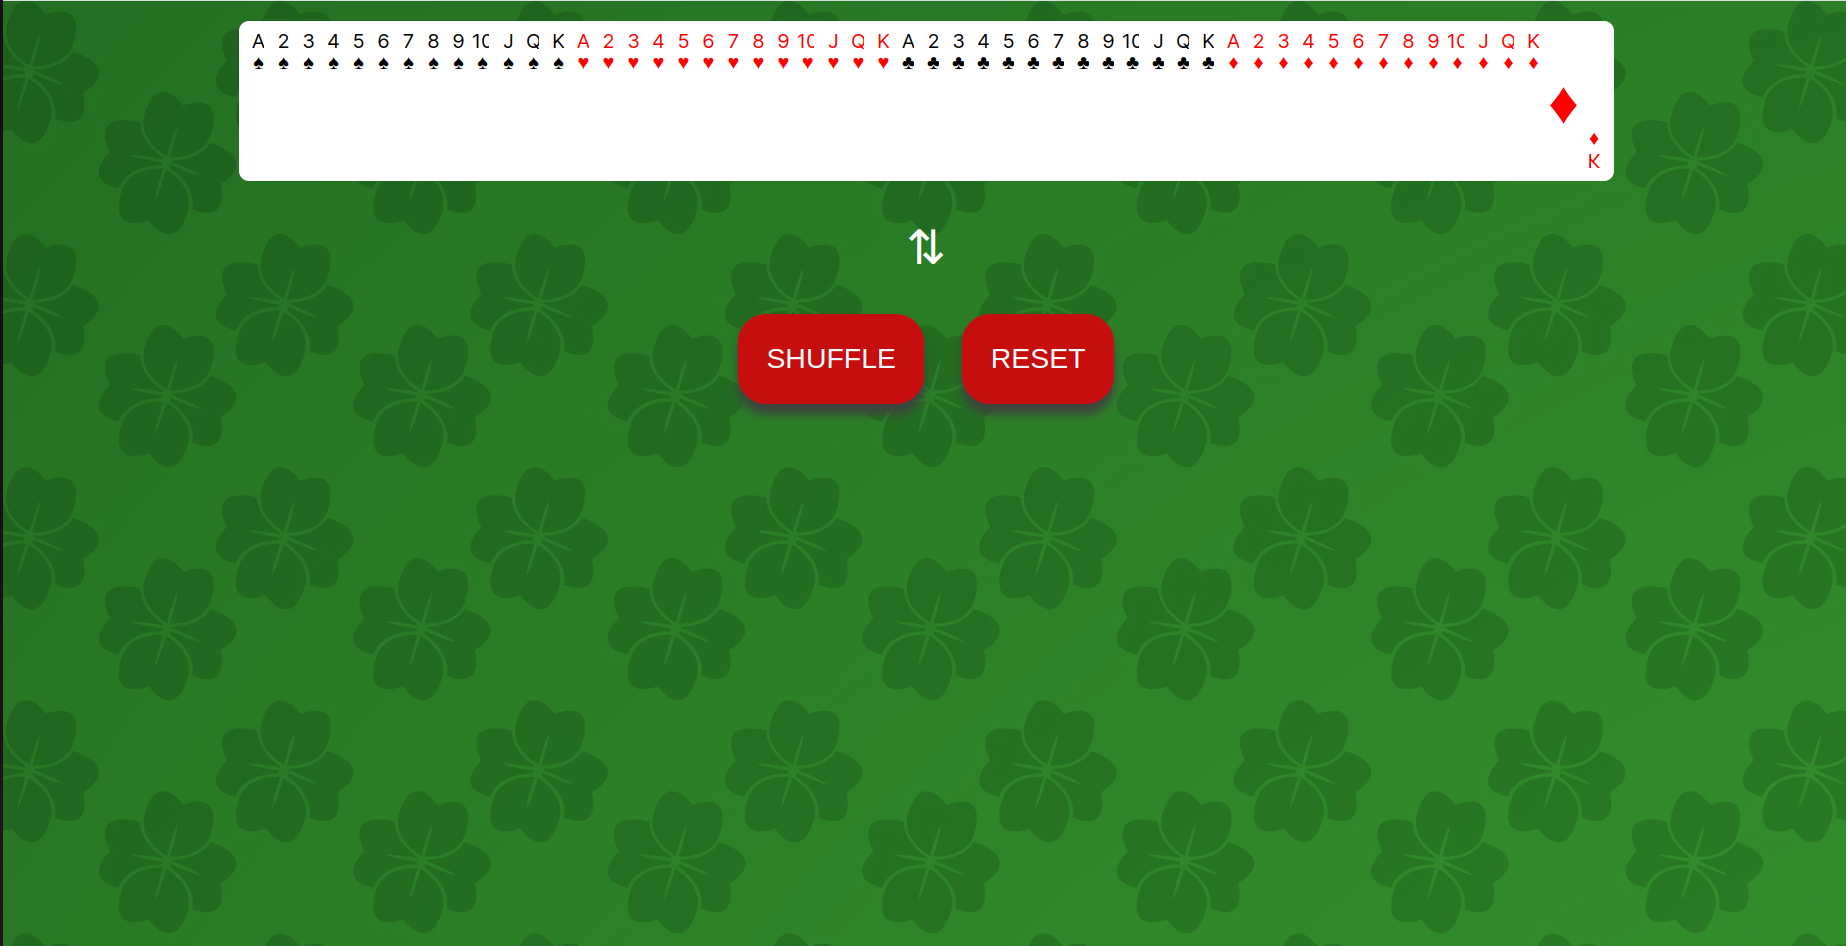 A 2 3 4 5 6 7 8 9 10 J Q K A 2 3 4 5 6 7 8 9 10 J Q K A 2 3 4 5 6 7 8 9 10 J Q K A 2 3 4 5 6 7 8 9 10 J Q K
♠ ♠ ♠ ♠ ♠ ♠ ♠ ♠ ♠ ♠ ♠ ♠ ♠ ♥ ♥ ♥ ♥ ♥ ♥ ♥ ♥ ♥ ♥ ♥ ♥ ♥ ♣ ♣ ♣ ♣ ♣ ♣ ♣ ♣ ♣ ♣ ♣ ♣ ♣ ♦ ♦ ♦ ♦ ♦ ♦ ♦ ♦ ♦ ♦ ♦ ♦ ♦
♦
♦
K
⇅
SHUFFLE RESET